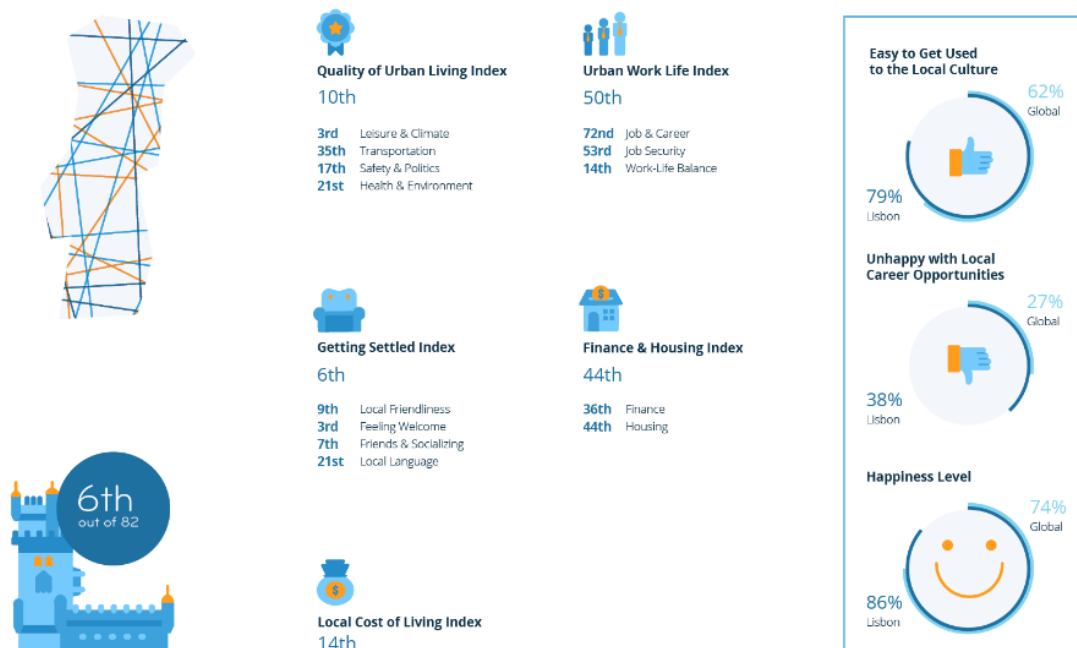 Quality of Urban Living Index
10th
3rd Leisure & Climate
35th Transportation
17th Safety & Politics
21st Health & Environment
Urban Work Life Index
50th
72nd Job & Career
53rd Job Security
14th Work-Life Balance
Getting Settled Index
6th
9th Local Friendliness
3rd Feeling Welcome
7th Friends & Socializing
21st Local Language
Finance & Housing Index
44th
36th Finance
44th Housing
6th
out of 82
Local Cost of Living Index
14th
Easy to Get Used
to the Local Culture
62%
Global
79%
Lisbon
Unhappy with Local
Career Opportunities
27%
Global
38%
Lisbon
Happiness Level
74%
Global
86%
Lisbon
$
$